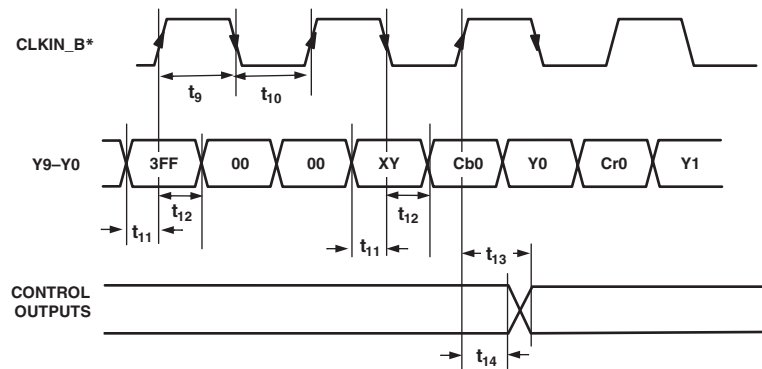 CLKIN_B*
t9
t10
Y9–Y0
3FF
00
00
XY
Cb0
Y0
Cr0
Y1
t12
t12
t11
t11
t13
CONTROL
OUTPUTS
t14